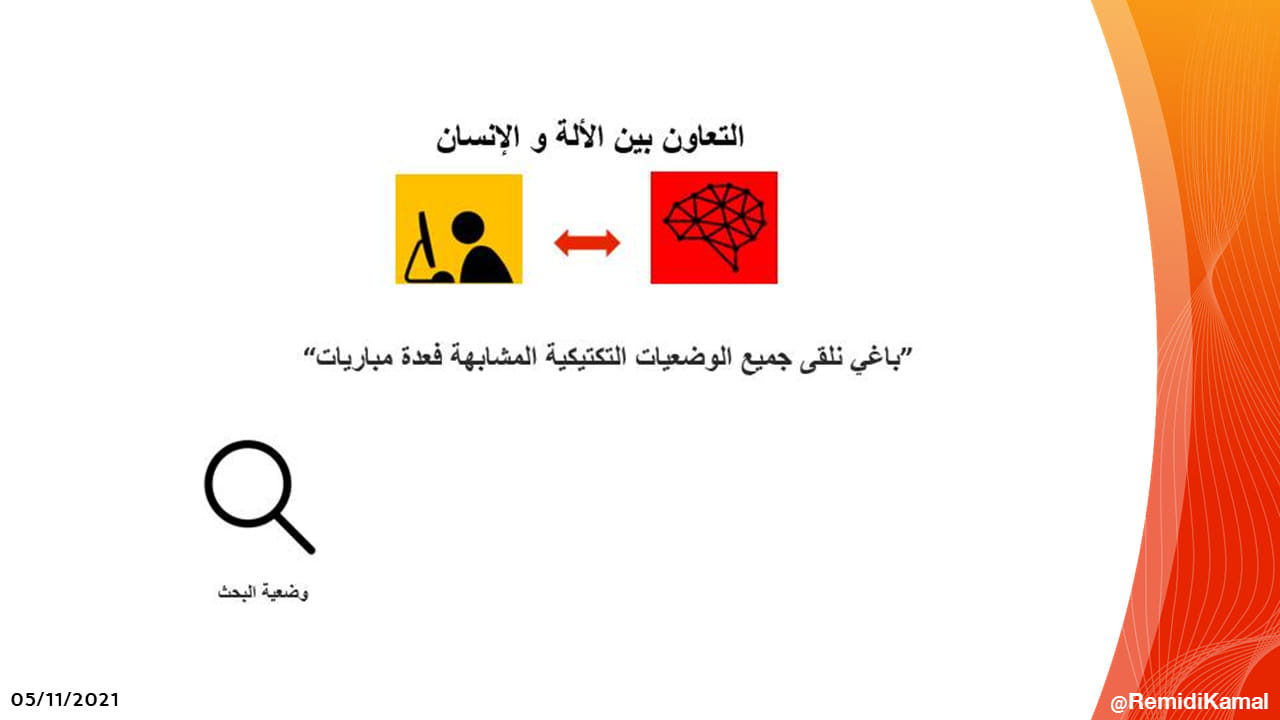 التعاون بين الألة و الإنسان
”باغي نلقى جميع الوضعيات التكتيكية المشابهة فعدة مباريات“
وضعية البحث
05/11/2021
@RemidiKamal